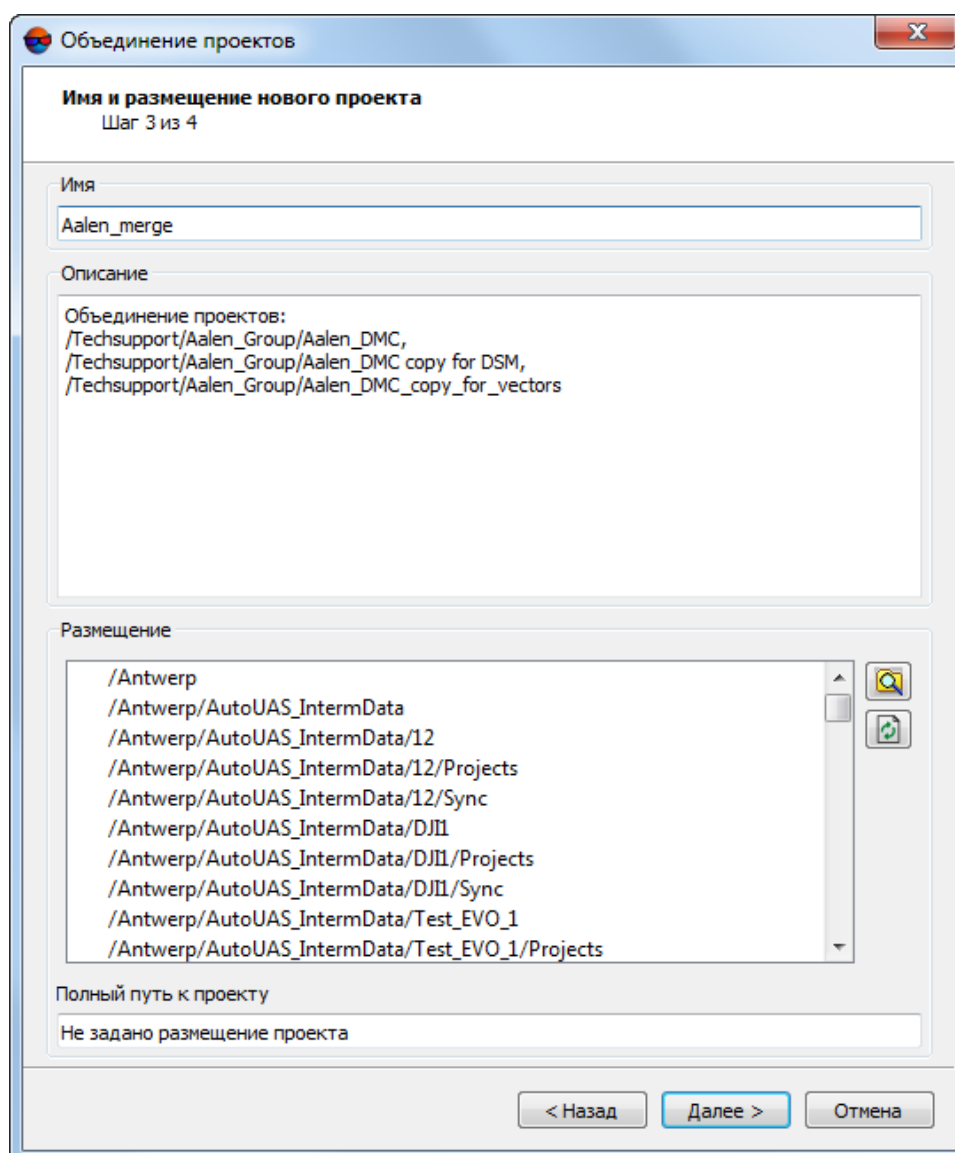 Объединение проектов
Имя и размещение нового проекта
Шаг 3 из 4
Имя
Aalen_merge
Описание
Объединение проектов:
/Techsupport/Aalen_Group/Aalen_DMC,
/Techsupport/Aalen_Group/Aalen_DMC copy for DSM,
/Techsupport/Aalen_Group/Aalen_DMC_copy_for_vectors
Размещение
/Antwerp
/Antwerp/AutoUAS_IntermData
/Antwerp/AutoUAS_IntermData/12
/Antwerp/AutoUAS_IntermData/12/Projects
/Antwerp/AutoUAS_IntermData/12/Sync
/Antwerp/AutoUAS_IntermData/DJI1
/Antwerp/AutoUAS_IntermData/DJI1/Projects
/Antwerp/AutoUAS_IntermData/DJI1/Sync
/Antwerp/AutoUAS_IntermData/Test_EVO_1
/Antwerp/AutoUAS_IntermData/Test_EVO_1/Projects
Полный путь к проекту
Не задано размещение проекта
< Назад
Далее >
Отмена